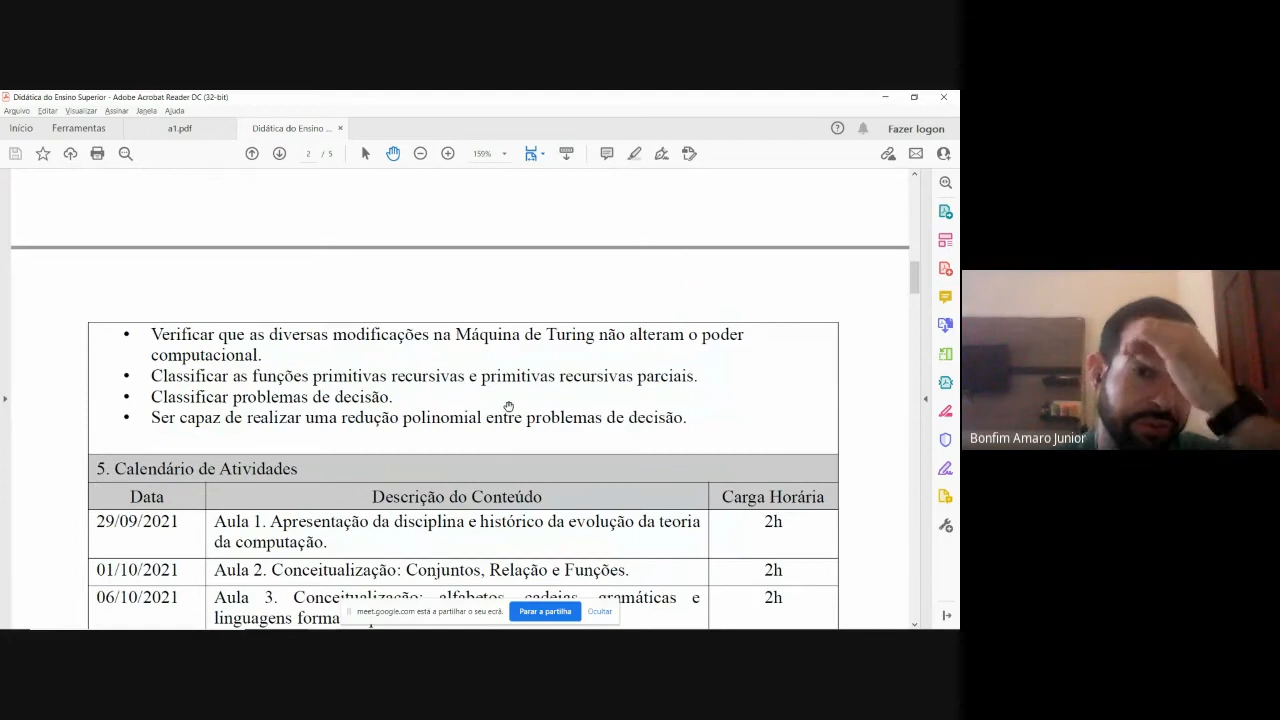 Didática do Ensino Superior - Adobe Acrobat Reader DC (32-bit)
Arquivo Editar Visualizar Assinar Janela Ajuda
Início Ferramentas a1.pdf Didática do Ensino ... × Fazer logon
2 / 5 159%
• Verificar que as diversas modificações na Máquina de Turing não alteram o poder
computacional.
• Classificar as funções primitivas recursivas e primitivas recursivas parciais.
• Classificar problemas de decisão.
• Ser capaz de realizar uma redução polinomial entre problemas de decisão.
Bonfim Amaro Junior
5. Calendário de Atividades
Data Descrição do Conteúdo Carga Horária
29/09/2021 Aula 1. Apresentação da disciplina e histórico da evolução da teoria 2h
da computação.
01/10/2021 Aula 2. Conceitualização: Conjuntos, Relação e Funções. 2h
06/10/2021 Aula 3. Conceitualização: alfabetos, cadeias, gramáticas e 2h
meet.google.com está a partilhar o seu ecrã. Parar a partilha Ocultar
linguagens forma